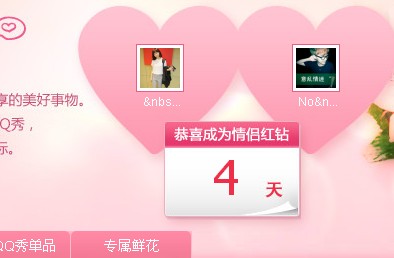 享的美好事物。
Q秀，
标。
&nbs...
No&n...
恭喜成为情侣红钻
4 天
QQ秀单品
专属鲜花